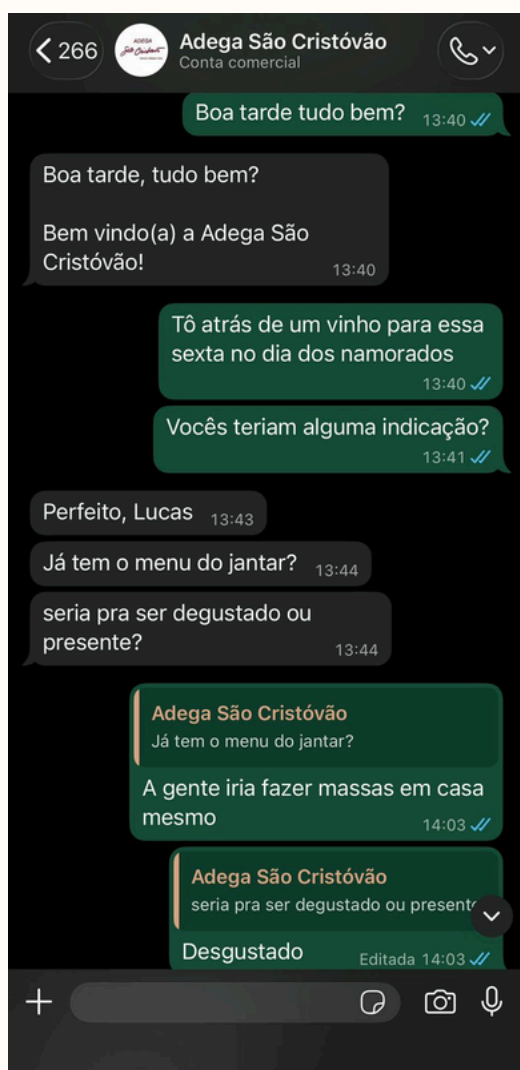 266
Adega São Cristóvão
Conta comercial
Boa tarde tudo bem? 13:40
Boa tarde, tudo bem?
Bem vindo(a) a Adega São
Cristóvão!
13:40
Tô atrás de um vinho para essa
sexta no dia dos namorados
13:40
Vocês teriam alguma indicação?
13:41
Perfeito, Lucas 13:43
Já tem o menu do jantar? 13:44
seria pra ser degustado ou
presente?
13:44
Adega São Cristóvão
Já tem o menu do jantar?
A gente iria fazer massas em casa
mesmo
14:03
Adega São Cristóvão
seria pra ser degustado ou present
Desgustado Editada 14:03